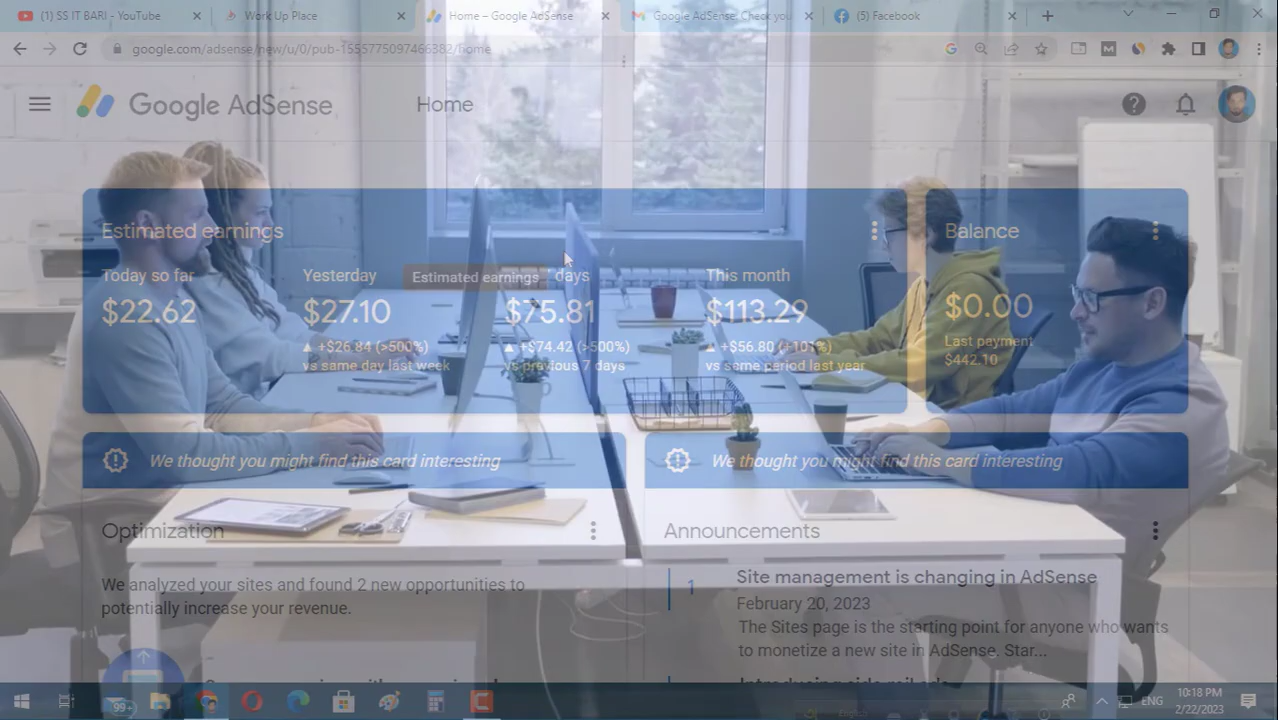 (1) SS IT BARI - YouTube
Work Up Place
Home – Google AdSense
Google AdSense: Check you
(5) Facebook
google.com/adsense/new/u/0/pub-1555775097466382/home
Google AdSense
Home
Estimated earnings
Today so far
$22.62
Yesterday
$27.10
▲ +$26.84 (>500%)
vs same day last week
Estimated earnings
days
$75.81
▲ +$74.42 (>500%)
vs previous 7 days
This month
$113.29
▲ +$56.80 (+101%)
vs same period last year
Balance
$0.00
Last payment
$442.10
We thought you might find this card interesting
We thought you might find this card interesting
Optimization
We analyzed your sites and found 2 new opportunities to
potentially increase your revenue.
Announcements
1
Site management is changing in AdSense
February 20, 2023
The Sites page is the starting point for anyone who wants
to monetize a new site in AdSense. Star...
99+
ENG
10:18 PM
2/22/2023